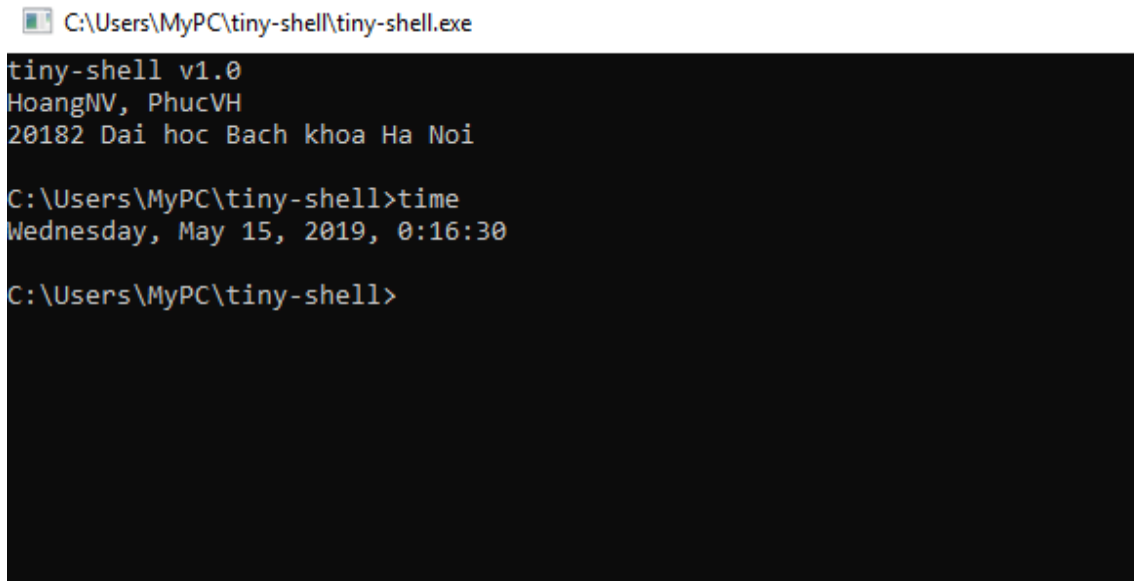 C:\Users\MyPC\tiny-shell\tiny-shell.exe
tiny-shell v1.0
HoangNV, PhucVH
20182 Dai hoc Bach khoa Ha Noi
C:\Users\MyPC\tiny-shell>time
Wednesday, May 15, 2019, 0:16:30
C:\Users\MyPC\tiny-shell>